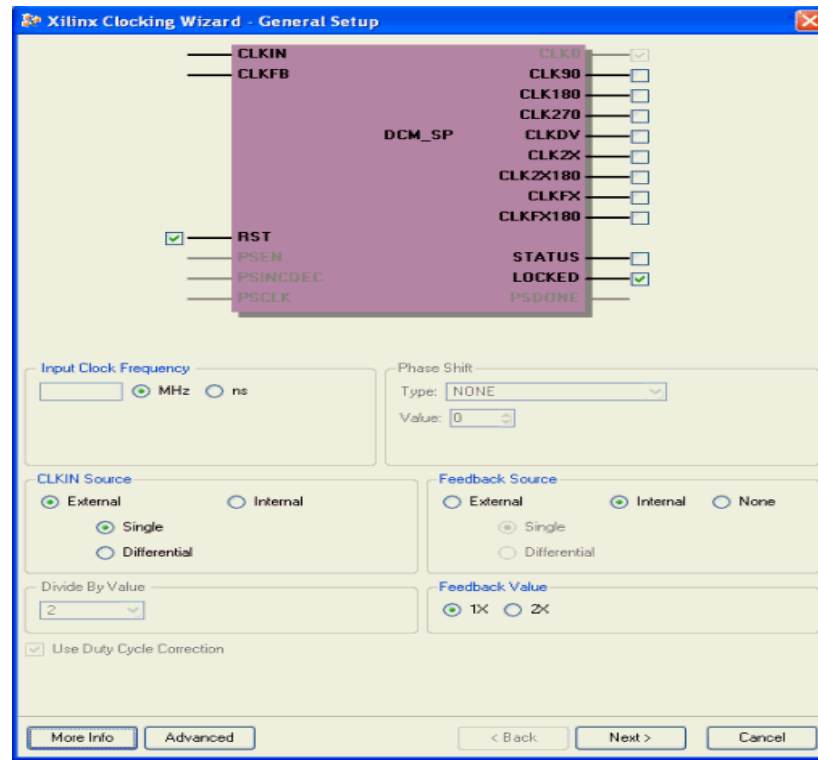 Xilinx Clocking Wizard - General Setup
CLKIN CLK0
CLKFB CLK90
CLK180
CLK270
DCM_SP CLKDV
CLK2X
CLK2X180
CLKFX
CLKFX180
RST
PSEN STATUS
PSINCDEC LOCKED
PSCLK PSDONE
Input Clock Frequency
MHz ns
Phase Shift
Type: NONE
Value: 0
CLKIN Source
External Internal
Single
Differential
Feedback Source
External Internal None
Single
Differential
Divide By Value
2
Feedback Value
1X 2X
Use Duty Cycle Correction
More Info Advanced < Back Next > Cancel